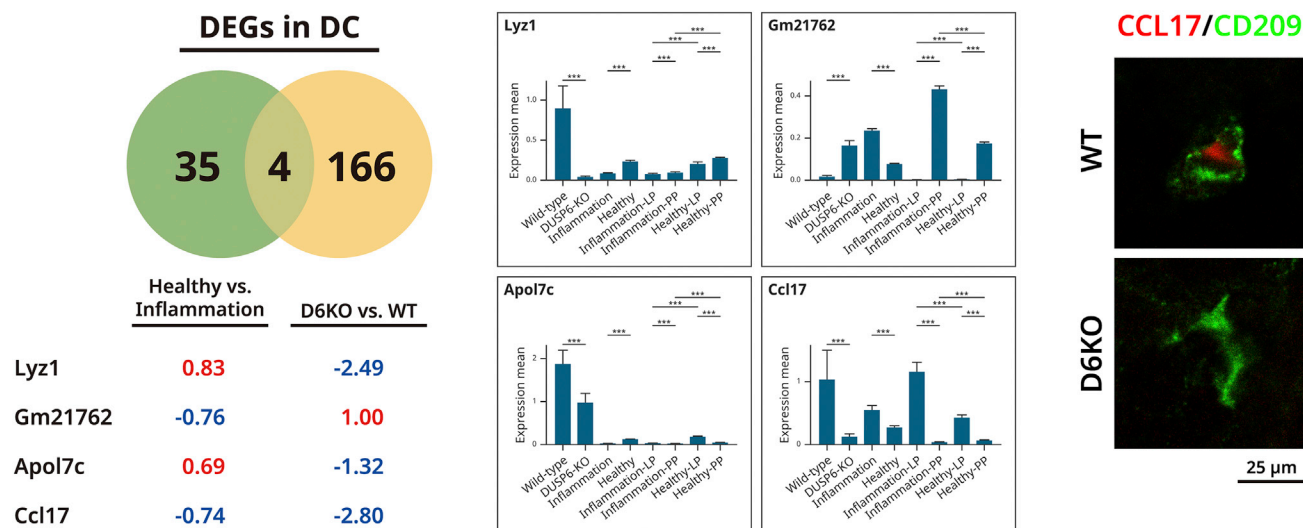 DEGs in DC
35 4 166
Healthy vs. Inflammation
D6KO vs. WT
Lyz1 0.83 -2.49
Gm21762 -0.76 1.00
Apol7c 0.69 -1.32
Ccl17 -0.74 -2.80
Lyz1
Expression mean
1.0
0.5
0
***
***
***
***
***
***
Wild-type
DUSP6-KO
Inflammation
Healthy
Inflammation-LP
Inflammation-PP
Healthy-LP
Healthy-PP
Gm21762
Expression mean
0.4
0.2
0
***
***
***
***
***
***
Wild-type
DUSP6-KO
Inflammation
Healthy
Inflammation-LP
Inflammation-PP
Healthy-LP
Healthy-PP
Apol7c
Expression mean
2
1
0
***
***
***
***
***
***
Wild-type
DUSP6-KO
Inflammation
Healthy
Inflammation-LP
Inflammation-PP
Healthy-LP
Healthy-PP
Ccl17
Expression mean
1
0
***
***
***
***
***
***
Wild-type
DUSP6-KO
Inflammation
Healthy
Inflammation-LP
Inflammation-PP
Healthy-LP
Healthy-PP
CCL17/CD209
WT
D6KO
25 μm